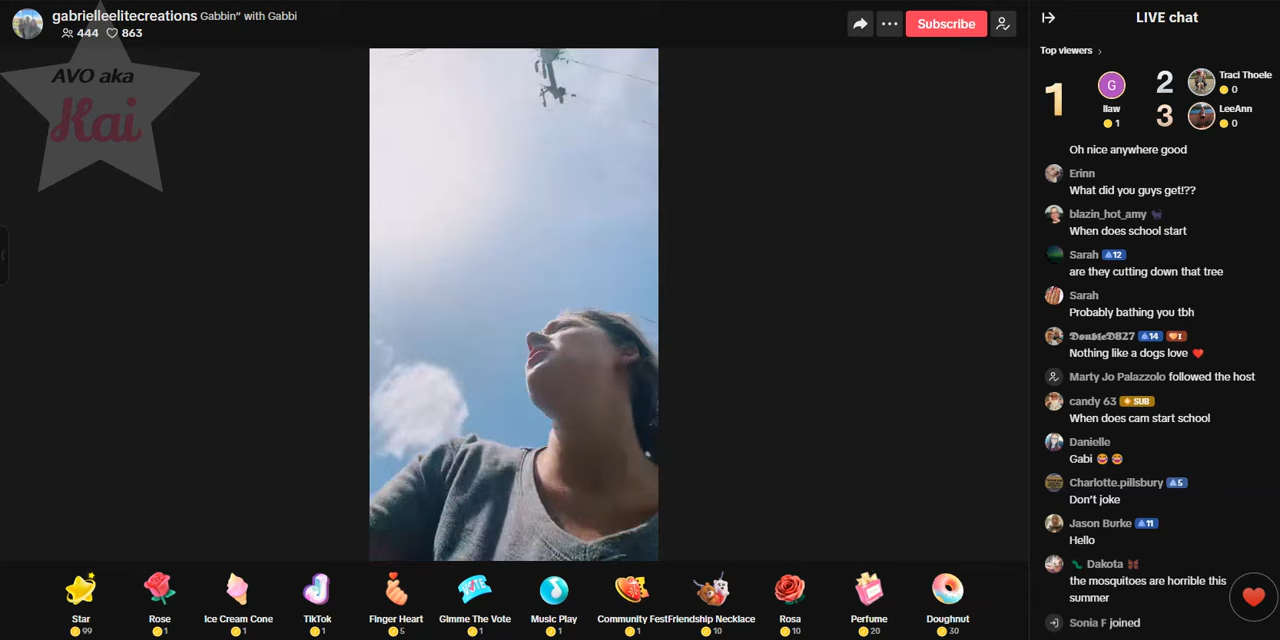 gabrielleelitecreations Gabbin" with Gabbi
444 863
Subscribe
AVO aka
Kai
LIVE chat
Top viewers
1
G
llaw
1
2
Traci Thoele
0
3
LeeAnn
0
Oh nice anywhere good
Erinn
What did you guys get!??
blazin_hot_amy
When does school start
Sarah 12
are they cutting down that tree
Sarah
Probably bathing you tbh
𝕯𝖔𝖚𝖇𝖑𝖊𝕯827 14 I
Nothing like a dogs love ❤️
Marty Jo Palazzolo followed the host
candy 63 SUB
When does cam start school
Danielle
Gabi 😂 😂
Charlotte.pillsbury 5
Don't joke
Jason Burke 11
Hello
Dakota
the mosquitoes are horrible this
summer
Sonia F joined
VOTE
Star Rose Ice Cream Cone TikTok Finger Heart Gimme The Vote Music Play Community Fest Friendship Necklace Rosa Perfume Doughnut
99 1 1 1 5 1 1 1 10 10 20 30